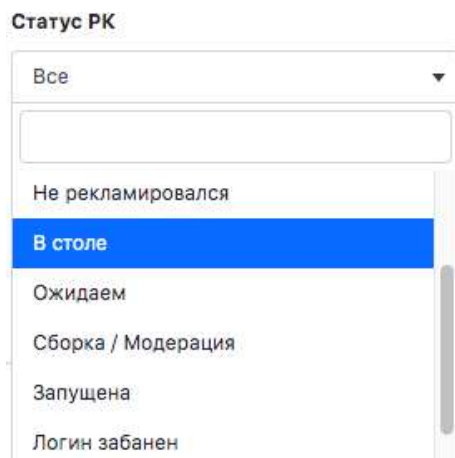 Статус РК
Все
Не рекламировался
В столе
Ожидаем
Сборка / Модерация
Запущена
Логин забанен